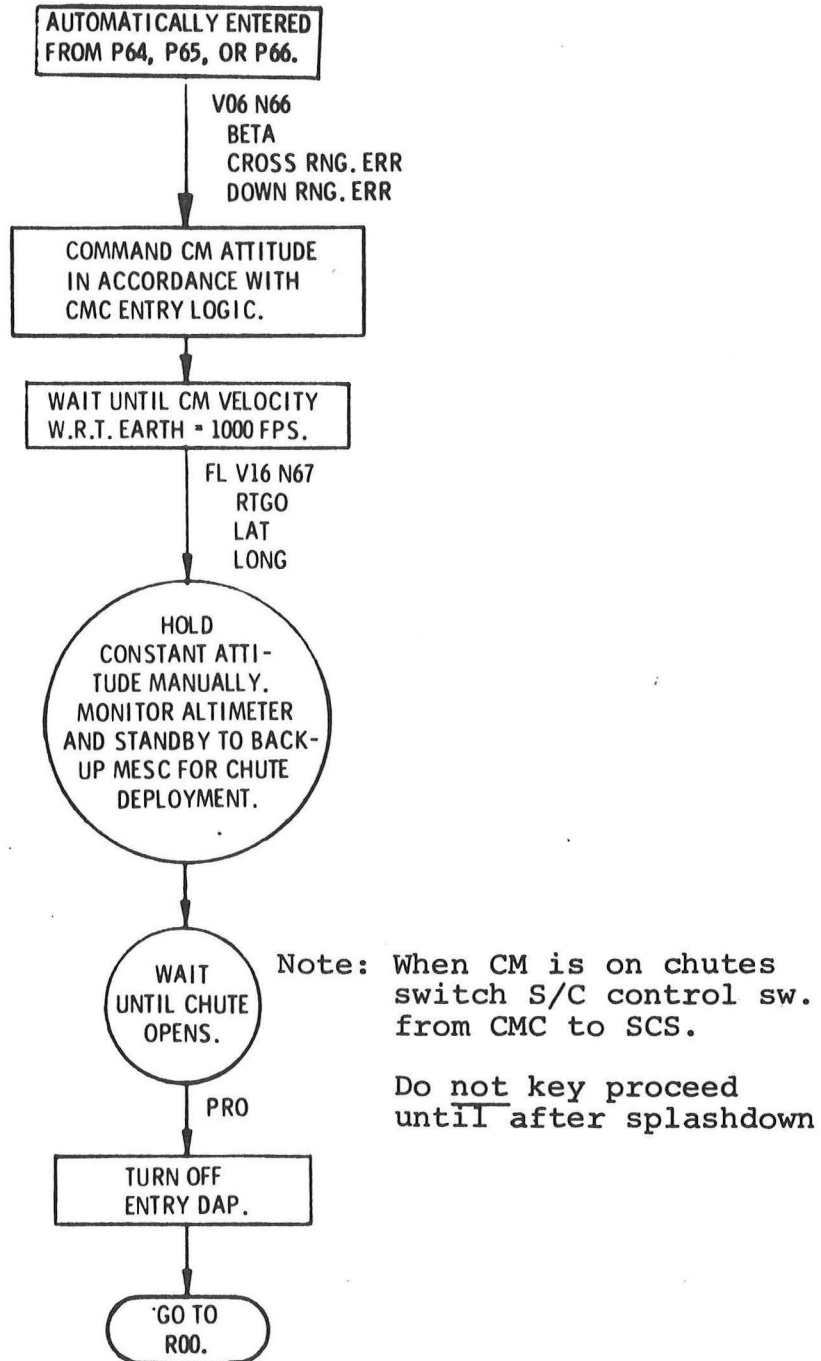 AUTOMATICALLY ENTERED
FROM P64, P65, OR P66.
V06 N66
BETA
CROSS RNG. ERR
DOWN RNG. ERR
COMMAND CM ATTITUDE
IN ACCORDANCE WITH
CMC ENTRY LOGIC.
WAIT UNTIL CM VELOCITY
W.R.T. EARTH = 1000 FPS.
FL V16 N67
RTGO
LAT
LONG
HOLD
CONSTANT ATTI-
TUDE MANUALLY.
MONITOR ALTIMETER
AND STANDBY TO BACK-
UP MESC FOR CHUTE
DEPLOYMENT.
WAIT
UNTIL CHUTE
OPENS.
Note: When CM is on chutes
switch S/C control sw.
from CMC to SCS.
Do not key proceed
until after splashdown
PRO
TURN OFF
ENTRY DAP.
GO TO
R00.